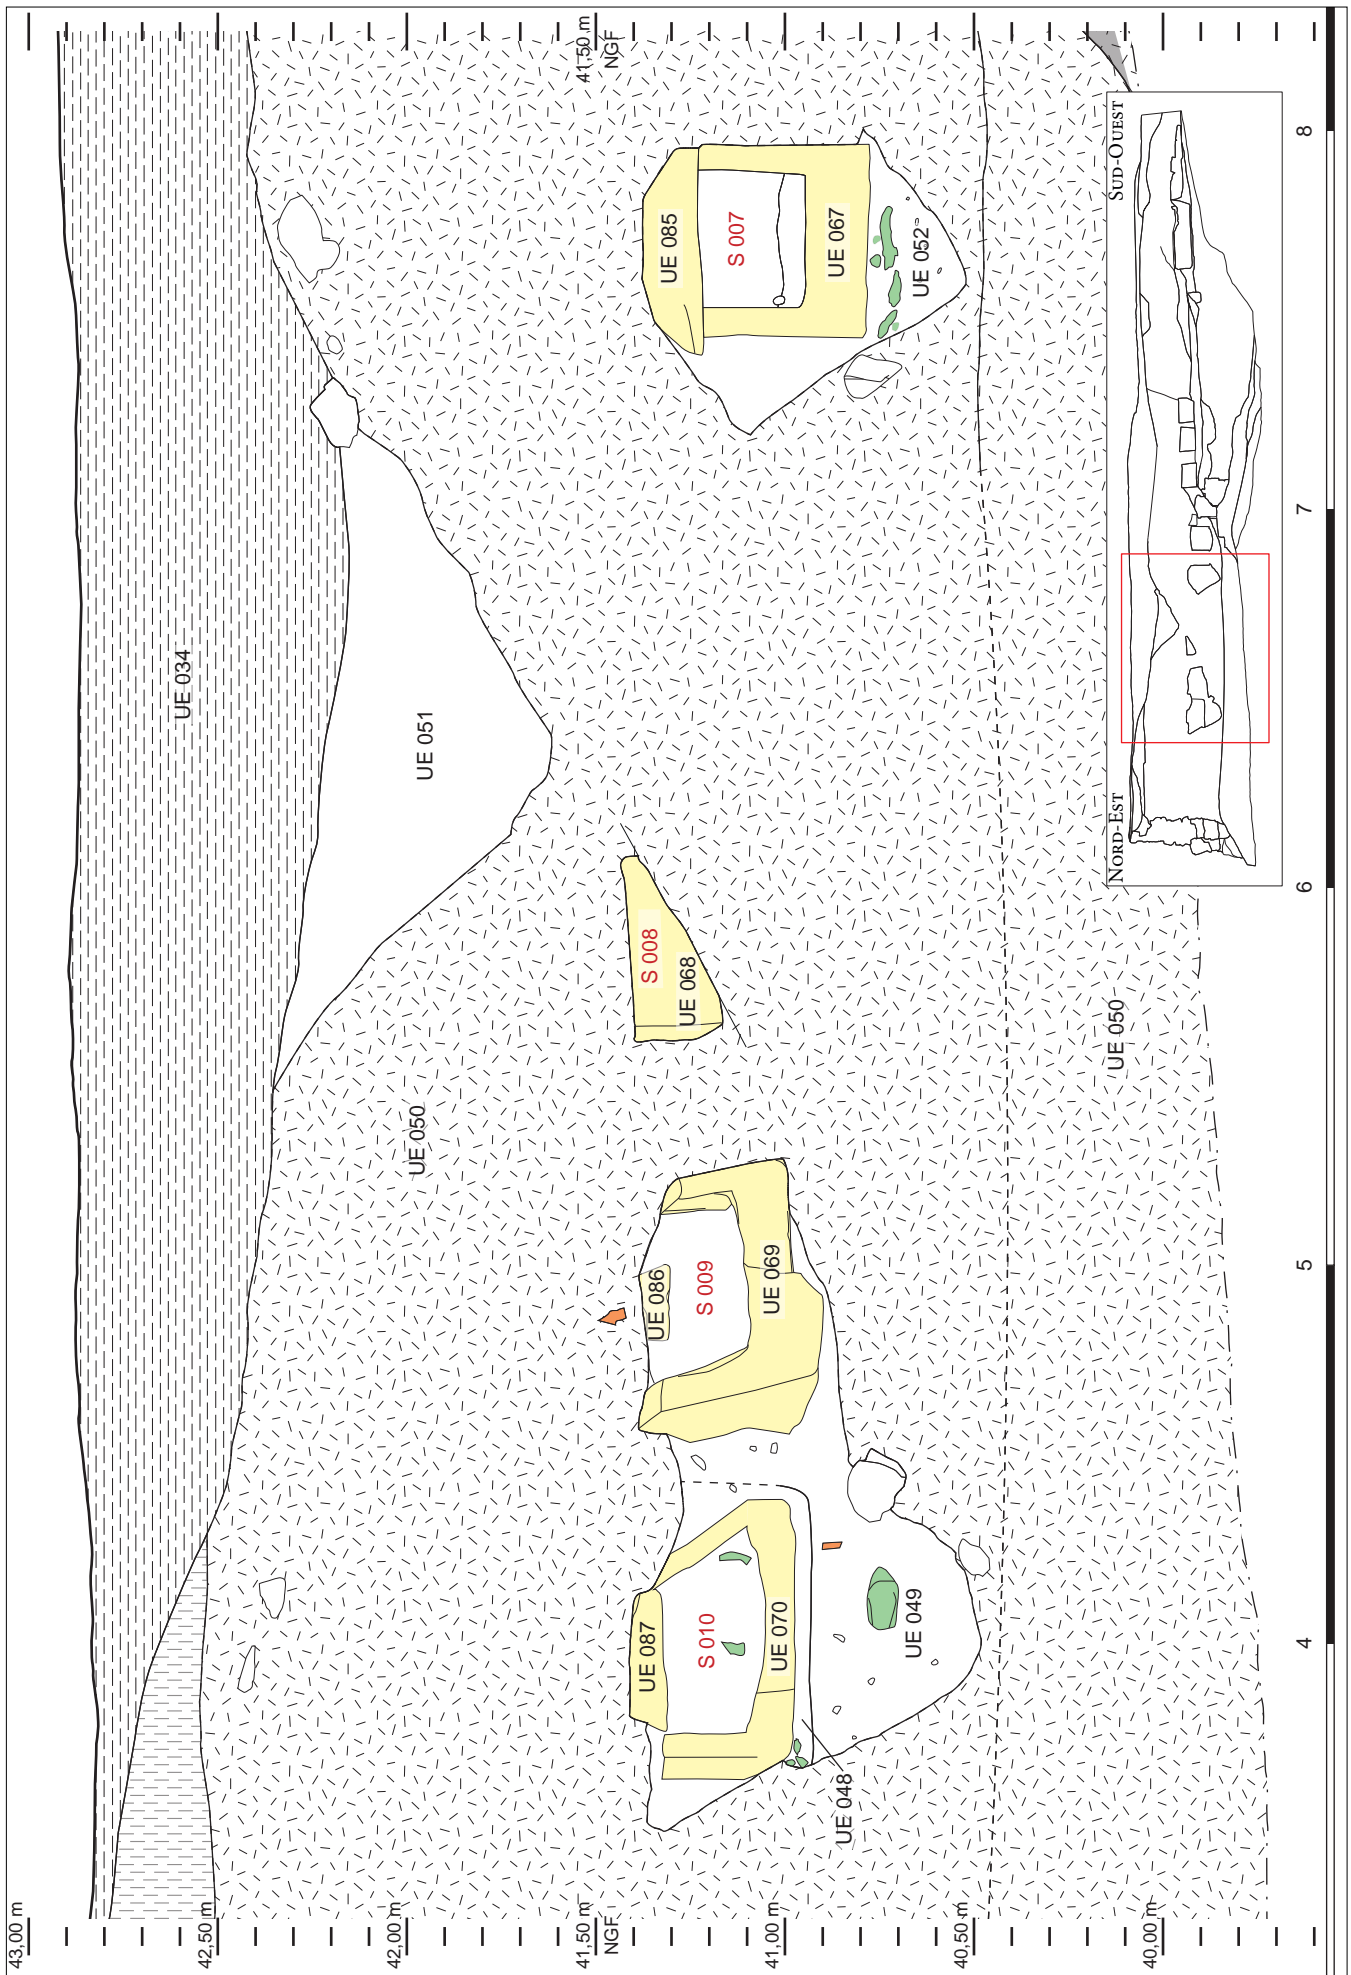 43,00 m
42,50 m
42,00 m
41,50 m
NGF
41,00 m
40,50 m
40,00 m
41,50 m
NGF
UE 034
UE 051
UE 050
UE 050
UE 087
S 010
UE 070
UE 048
UE 049
UE 086
S 009
UE 069
S 008
UE 068
UE 085
S 007
UE 067
UE 052
NORD-EST
SUD-OUEST
4
5
6
7
8